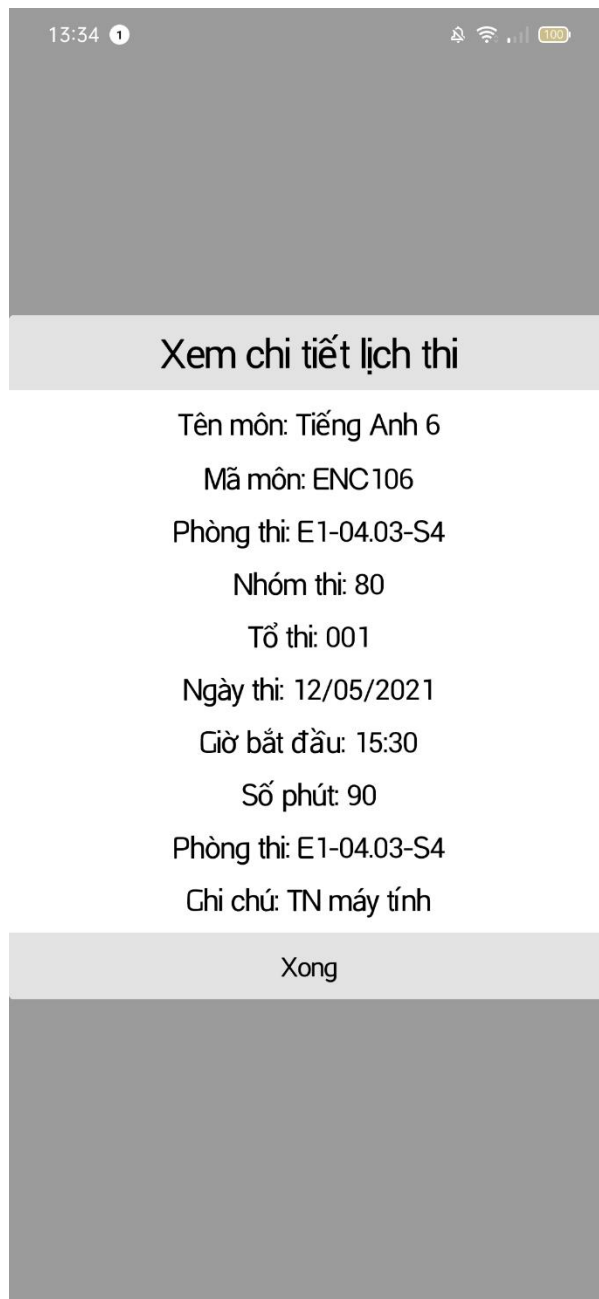 13:34 1
100
Xem chi tiết lịch thi
Tên môn: Tiếng Anh 6
Mã môn: ENC106
Phòng thi: E1-04.03-S4
Nhóm thi: 80
Tổ thi: 001
Ngày thi: 12/05/2021
Giờ bắt đầu: 15:30
Số phút: 90
Phòng thi: E1-04.03-S4
Ghi chú: TN máy tính
Xong